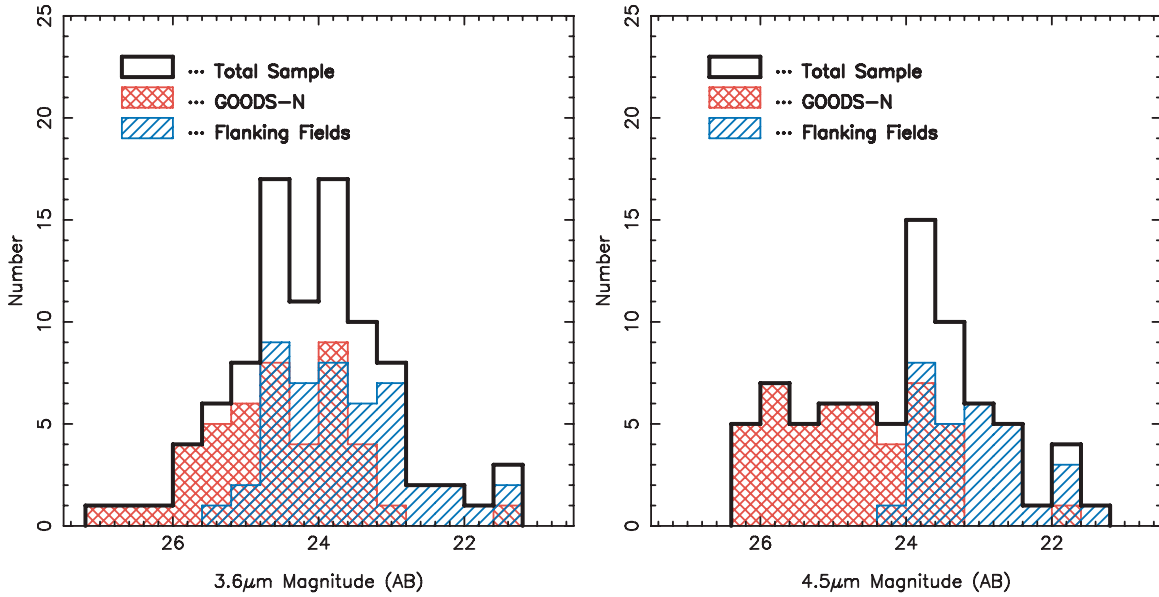 25
20
15
10
5
0
Number
··· Total Sample
··· GOODS-N
··· Flanking Fields
26 24 22
3.6μm Magnitude (AB)
25
20
15
10
5
0
Number
··· Total Sample
··· GOODS-N
··· Flanking Fields
26 24 22
4.5μm Magnitude (AB)